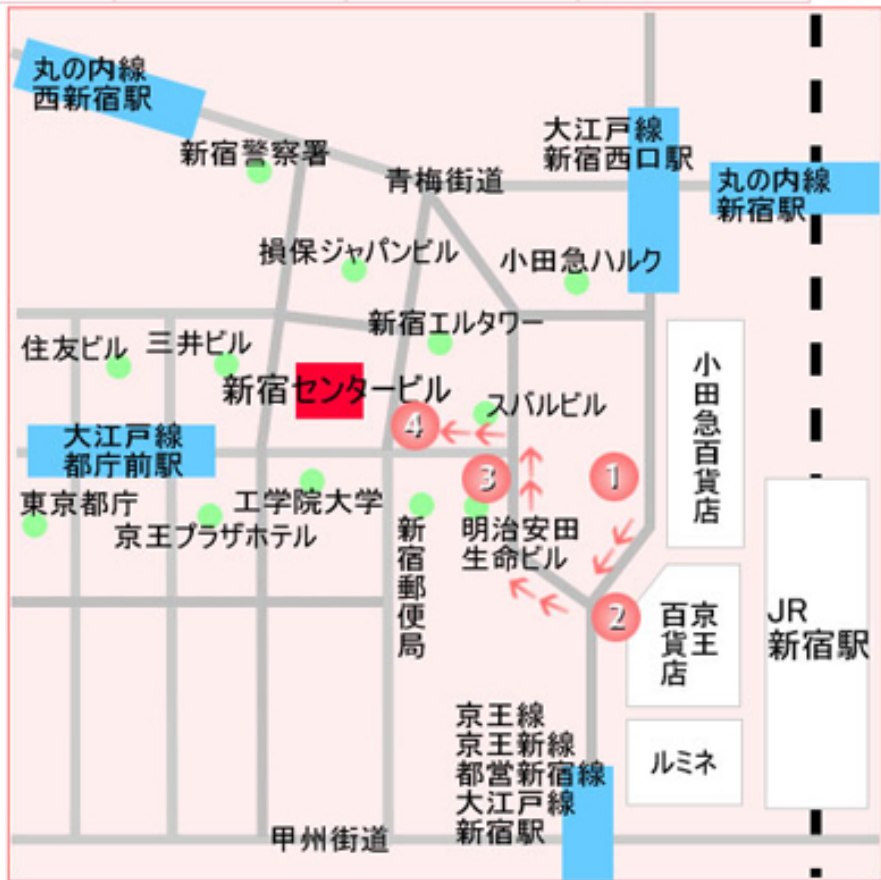 丸の内線
西新宿駅
大江戸線
新宿西口駅
新宿警察署
青梅街道
丸の内線
新宿駅
損保ジャパンビル
小田急ハルク
新宿エルタワー
住友ビル
三井ビル
小田急百貨店
新宿センタービル
スバルビル
4
大江戸線
都庁前駅
3
1
東京都庁
工学院大学
京王プラザホテル
新宿郵便局
明治安田
生命ビル
2
京王
百貨店
JR
新宿駅
京王線
京王新線
都営新宿線
大江戸線
新宿駅
ルミネ
甲州街道